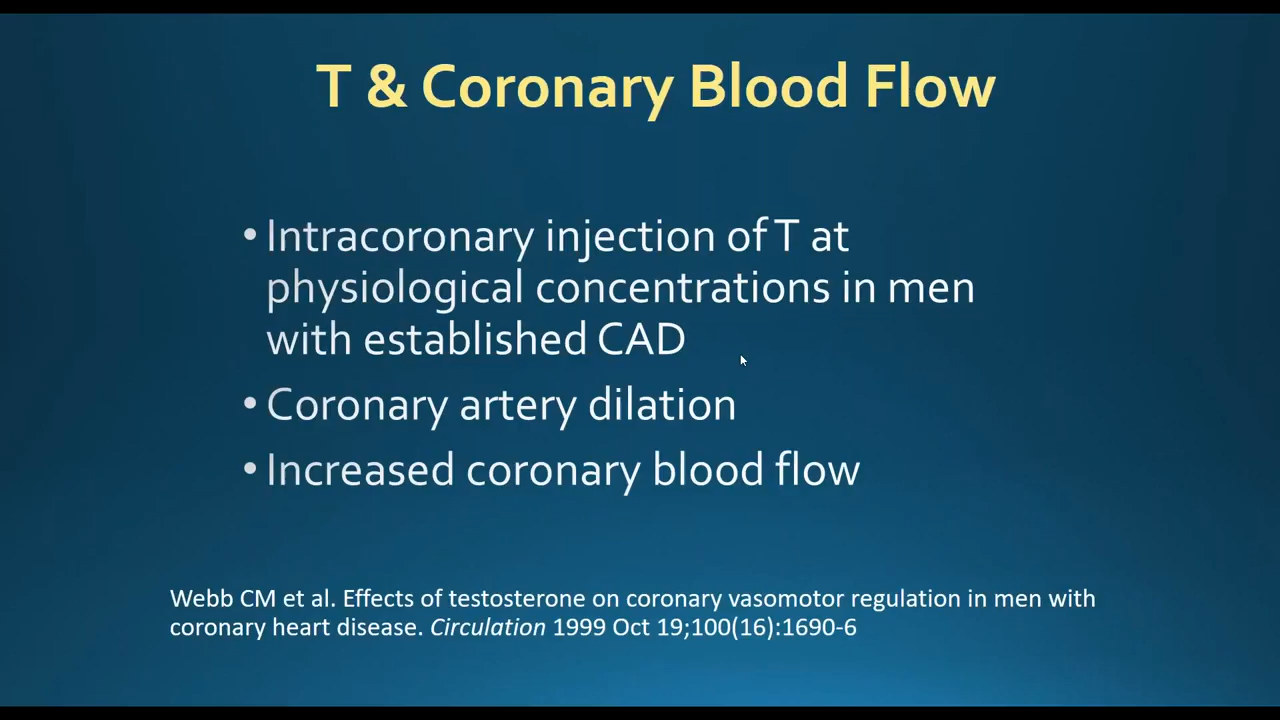 T & Coronary Blood Flow
• Intracoronary injection of T at
physiological concentrations in men
with established CAD
• Coronary artery dilation
• Increased coronary blood flow
Webb CM et al. Effects of testosterone on coronary vasomotor regulation in men with
coronary heart disease. Circulation 1999 Oct 19;100(16):1690-6